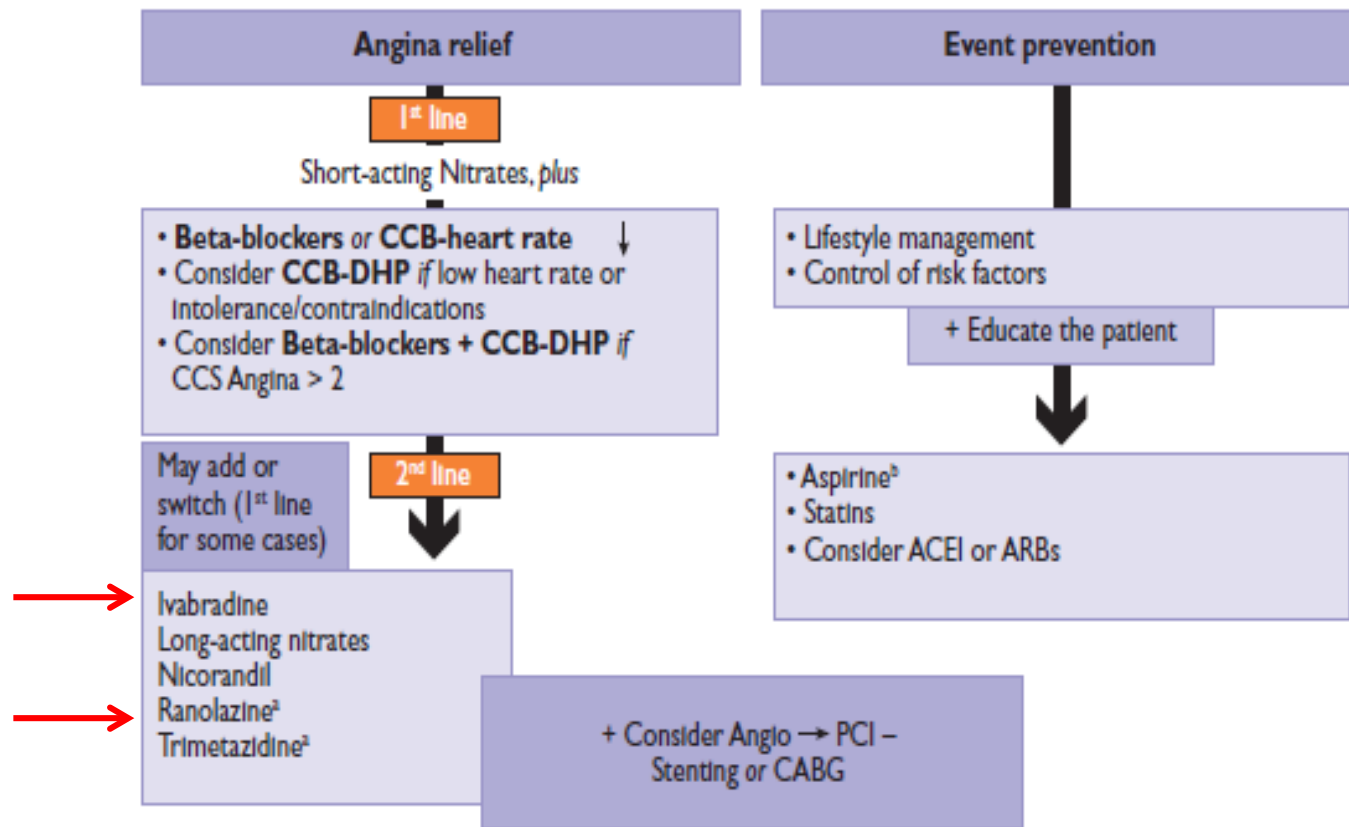 Angina relief
1st line
Short-acting Nitrates, plus
• Beta-blockers or CCB-heart rate ↓
• Consider CCB-DHP if low heart rate or
intolerance/contraindications
• Consider Beta-blockers + CCB-DHP if
CCS Angina > 2
May add or
switch (1st line
for some cases)
2nd line
Ivabradine
Long-acting nitrates
Nicorandil
Ranolazineª
Trimetazidineª
+ Consider Angio → PCI –
Stenting or CABG
Event prevention
• Lifestyle management
• Control of risk factors
+ Educate the patient
• Aspirineᵇ
• Statins
• Consider ACEI or ARBs